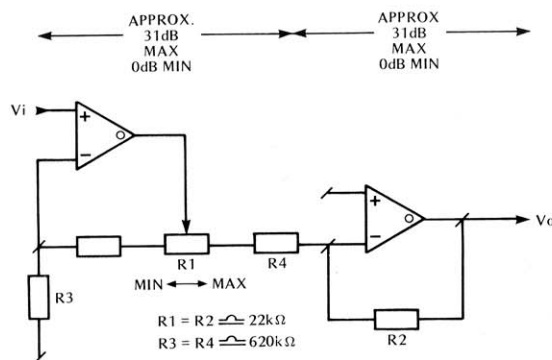 APPROX.
31dB
MAX
0dB MIN
APPROX
31dB
MAX
0dB MIN
Vi
+
−
+
−
Vo
R1
R4
MIN MAX
R3
R2
R1 = R2 ≏ 22kΩ
R3 = R4 ≏ 620kΩ